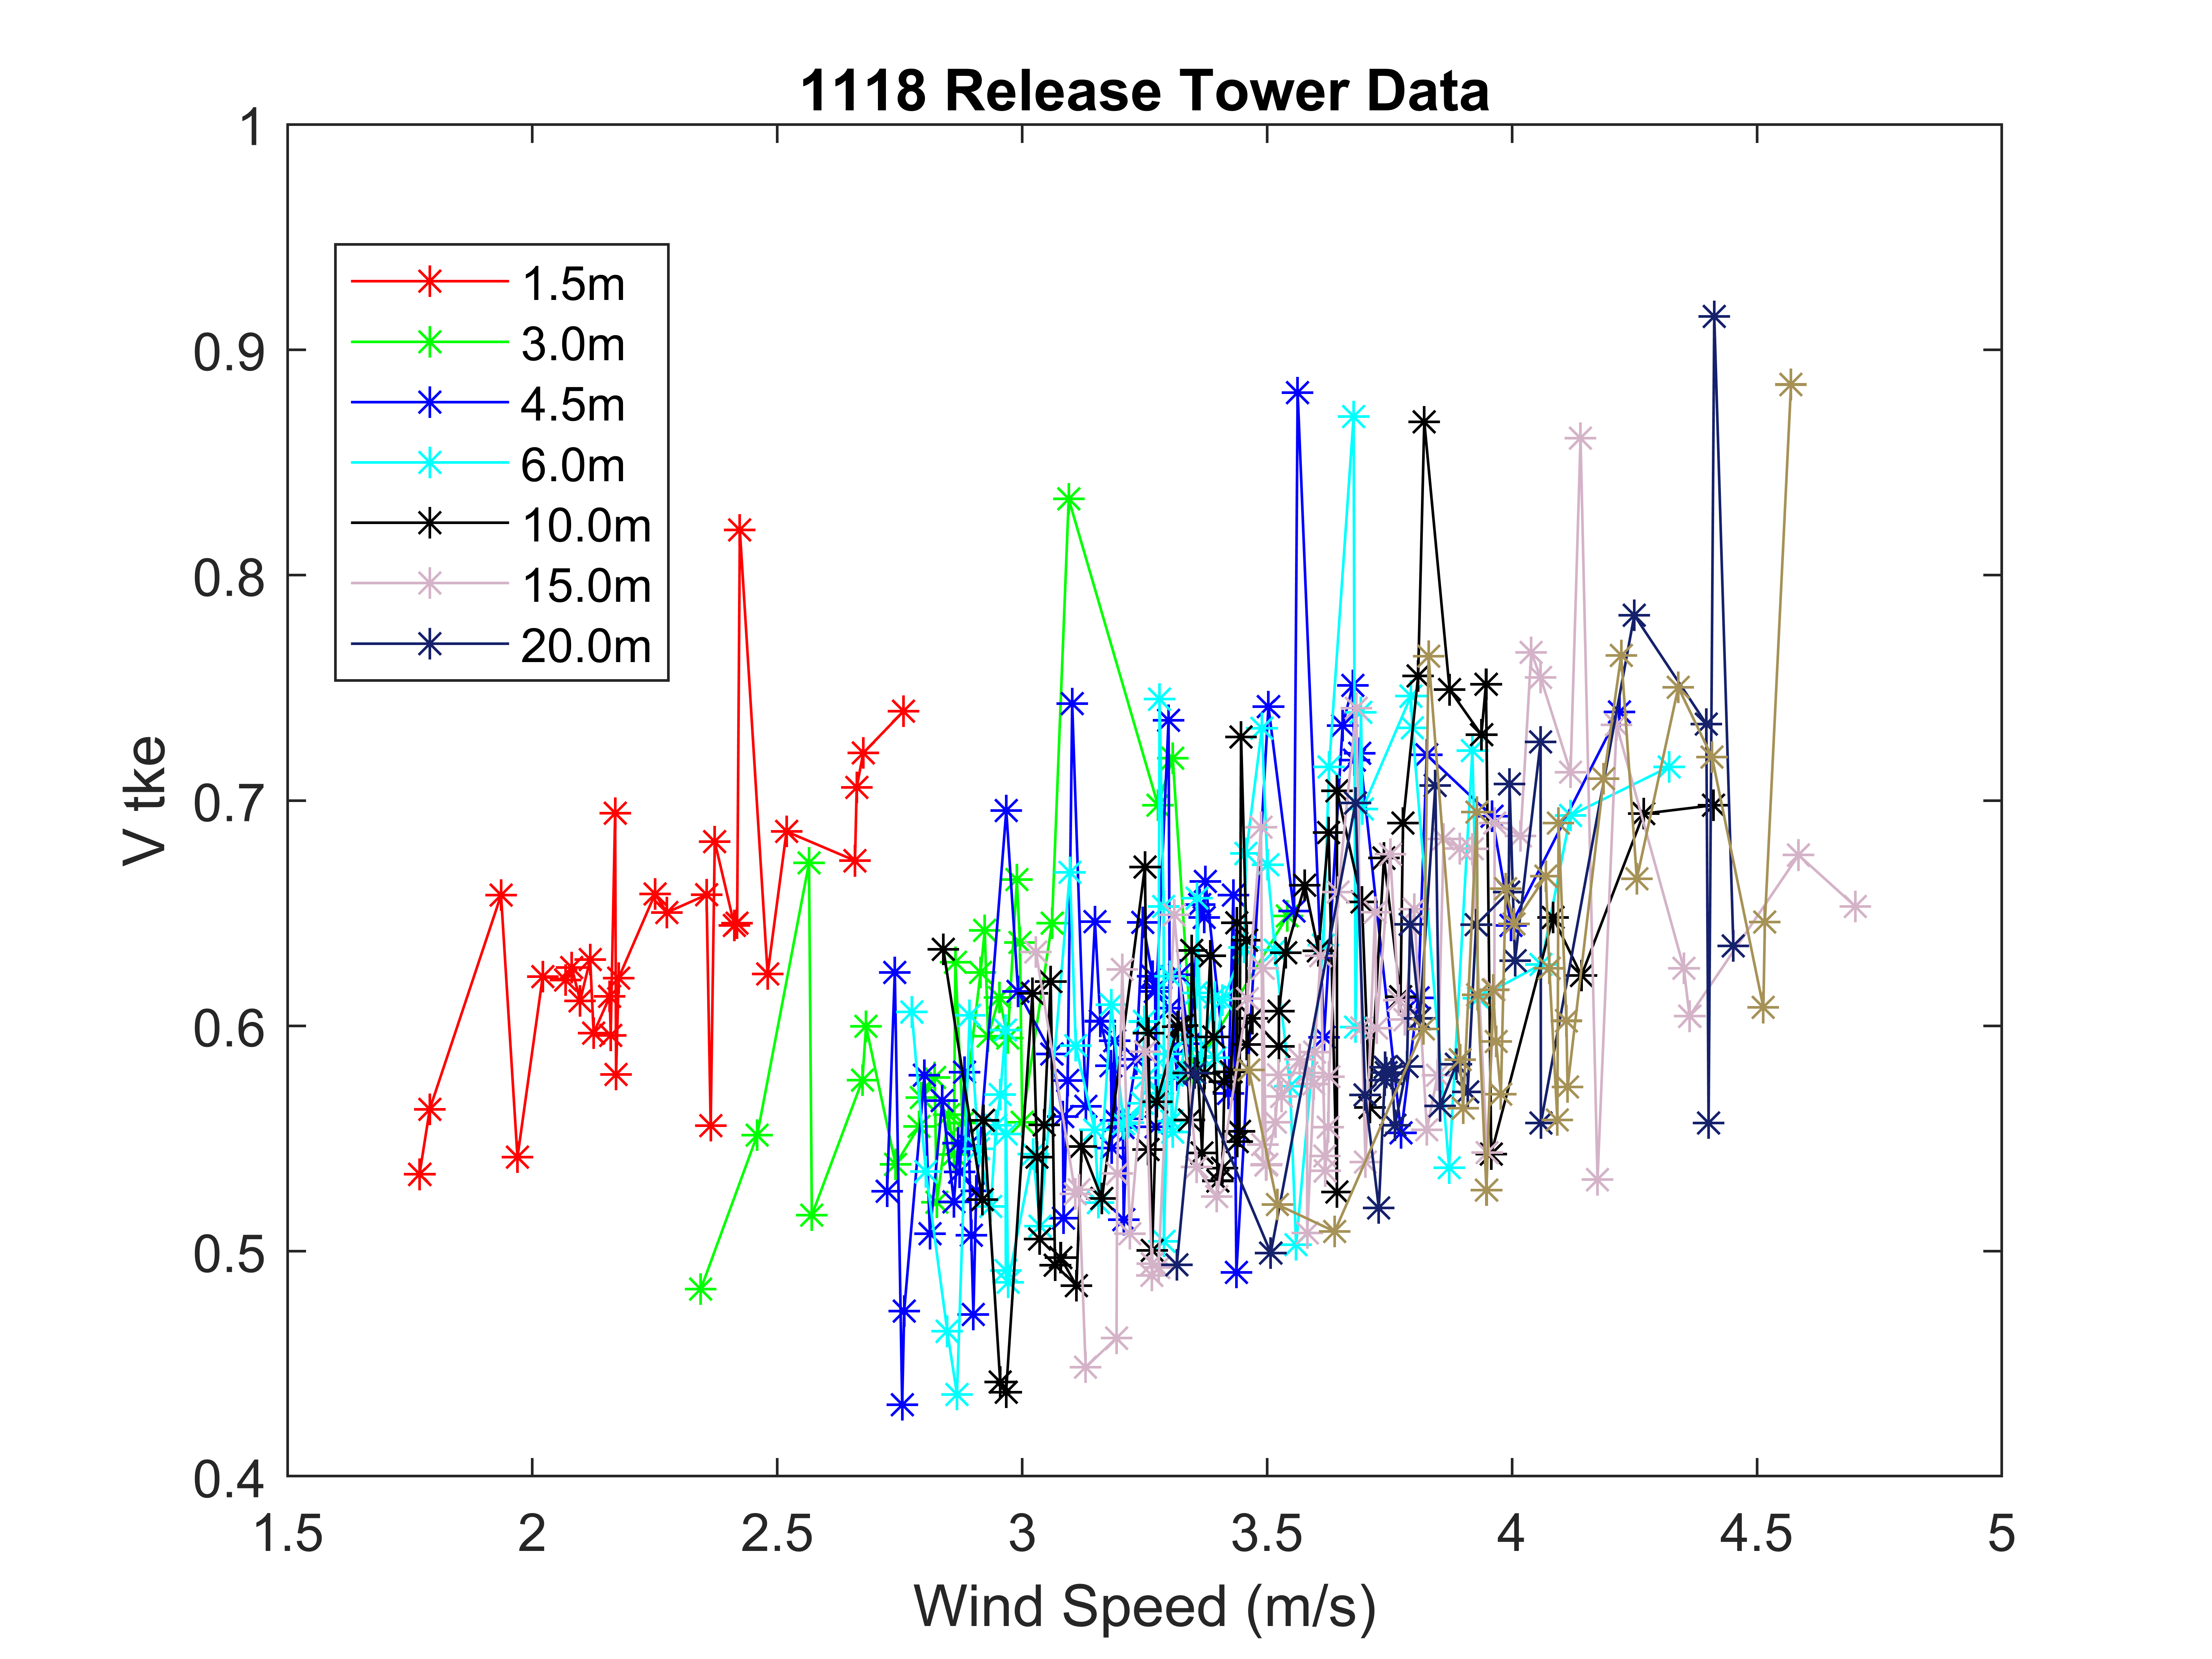 1118 Release Tower Data
1
0.9
0.8
0.7
0.6
0.5
0.4
V tke
1.5m
3.0m
4.5m
6.0m
10.0m
15.0m
20.0m
1.5 2 2.5 3 3.5 4 4.5 5
Wind Speed (m/s)